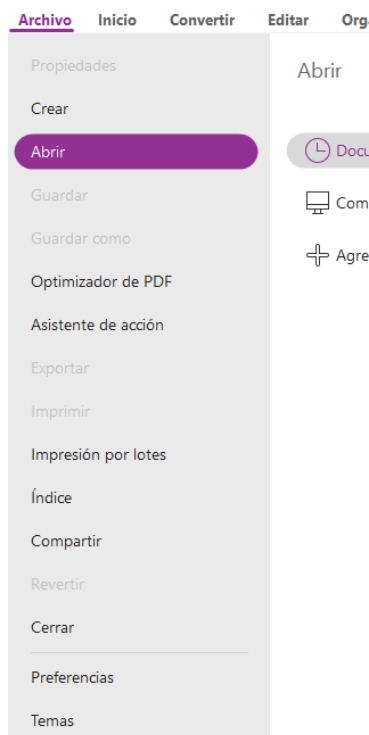 Archivo Inicio Convertir Editar
Propiedades
Abrir
Crear
Abrir
Guardar
Guardar como
Optimizador de PDF
Asistente de acción
Exportar
Imprimir
Impresión por lotes
Índice
Compartir
Revertir
Cerrar
Preferencias
Temas